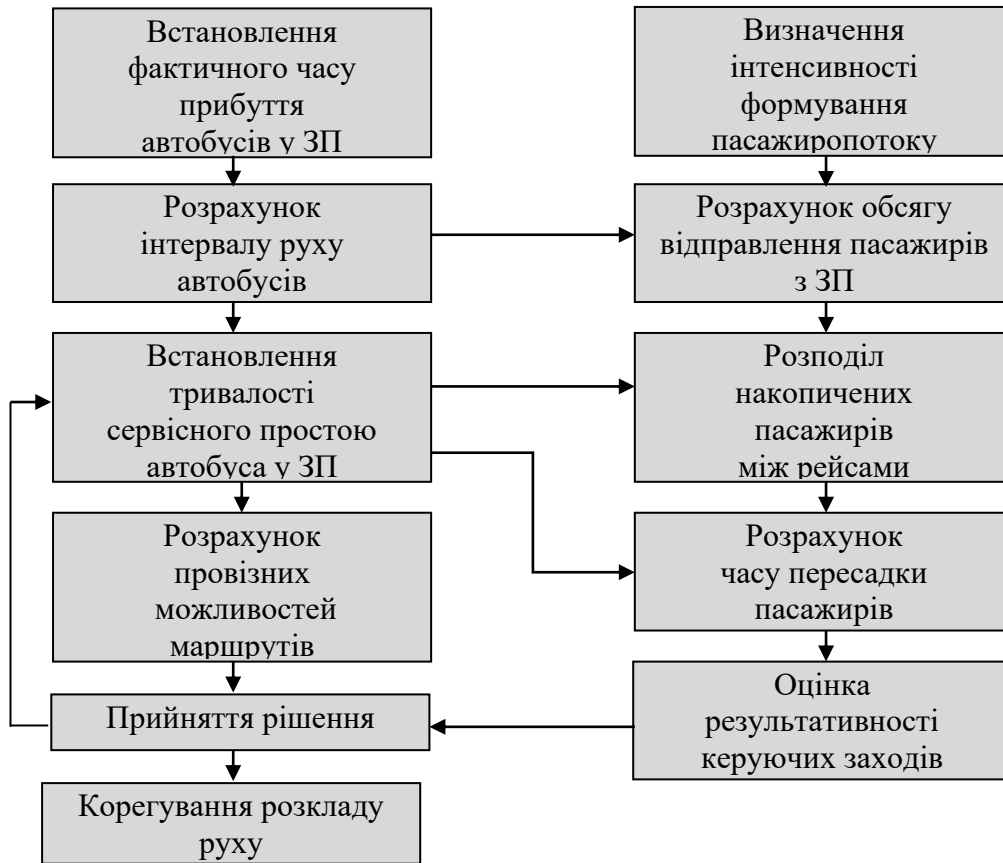 Встановлення
фактичного часу
прибуття
автобусів у ЗП
Визначення
інтенсивності
формування
пасажиропотоку
Розрахунок
інтервалу руху
автобусів
Розрахунок обсягу
відправлення пасажирів
з ЗП
Встановлення
тривалості
сервісного простою
автобуса у ЗП
Розподіл
накопичених
пасажирів
між рейсами
Розрахунок
провізних
можливостей
маршрутів
Розрахунок
часу пересадки
пасажирів
Прийняття рішення
Оцінка
результативності
керуючих заходів
Корегування розкладу
руху